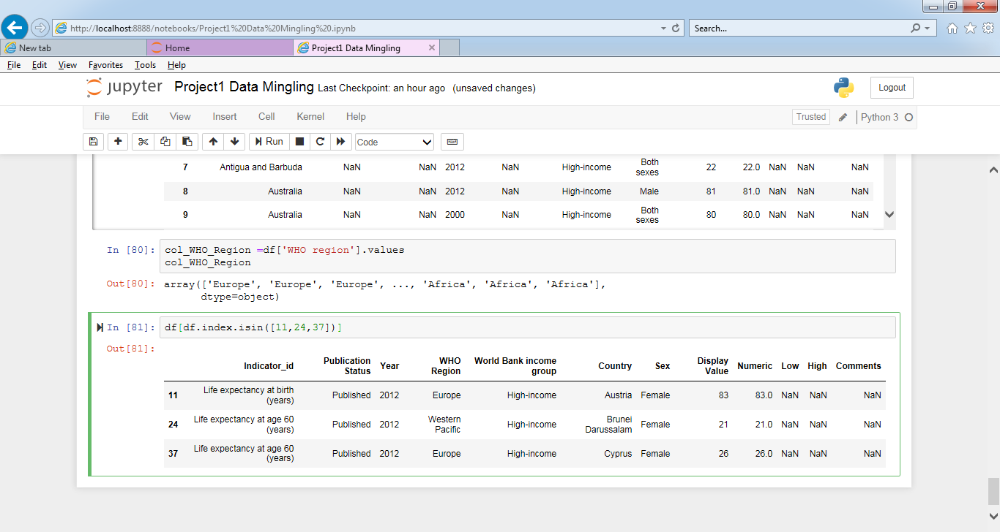 http://localhost:8888/notebooks/Project1%20Data%20Mingling%20.ipynb
Search...
New tab
Home
Project1 Data Mingling
File Edit View Favorites Tools Help
jupyter Project1 Data Mingling Last Checkpoint: an hour ago (unsaved changes)
Logout
File Edit View Insert Cell Kernel Help
Trusted
Python 3
Run
Code
7 Antigua and Barbuda NaN NaN 2012 NaN High-income Both sexes 22 22.0 NaN NaN NaN
8 Australia NaN NaN 2012 NaN High-income Male 81 81.0 NaN NaN NaN
9 Australia NaN NaN 2000 NaN High-income Both sexes 80 80.0 NaN NaN NaN
In [80]: col_WHO_Region =df['WHO region'].values
col_WHO_Region
Out[80]: array(['Europe', 'Europe', 'Europe', ..., 'Africa', 'Africa', 'Africa'],
dtype=object)
In [81]: df[df.index.isin([11,24,37])]
Out[81]:
Indicator_id Publication Status Year WHO Region World Bank income group Country Sex Display Value Numeric Low High Comments
11 Life expectancy at birth (years) Published 2012 Europe High-income Austria Female 83 83.0 NaN NaN NaN
24 Life expectancy at age 60 (years) Published 2012 Western Pacific High-income Brunei Darussalam Female 21 21.0 NaN NaN NaN
37 Life expectancy at age 60 (years) Published 2012 Europe High-income Cyprus Female 26 26.0 NaN NaN NaN